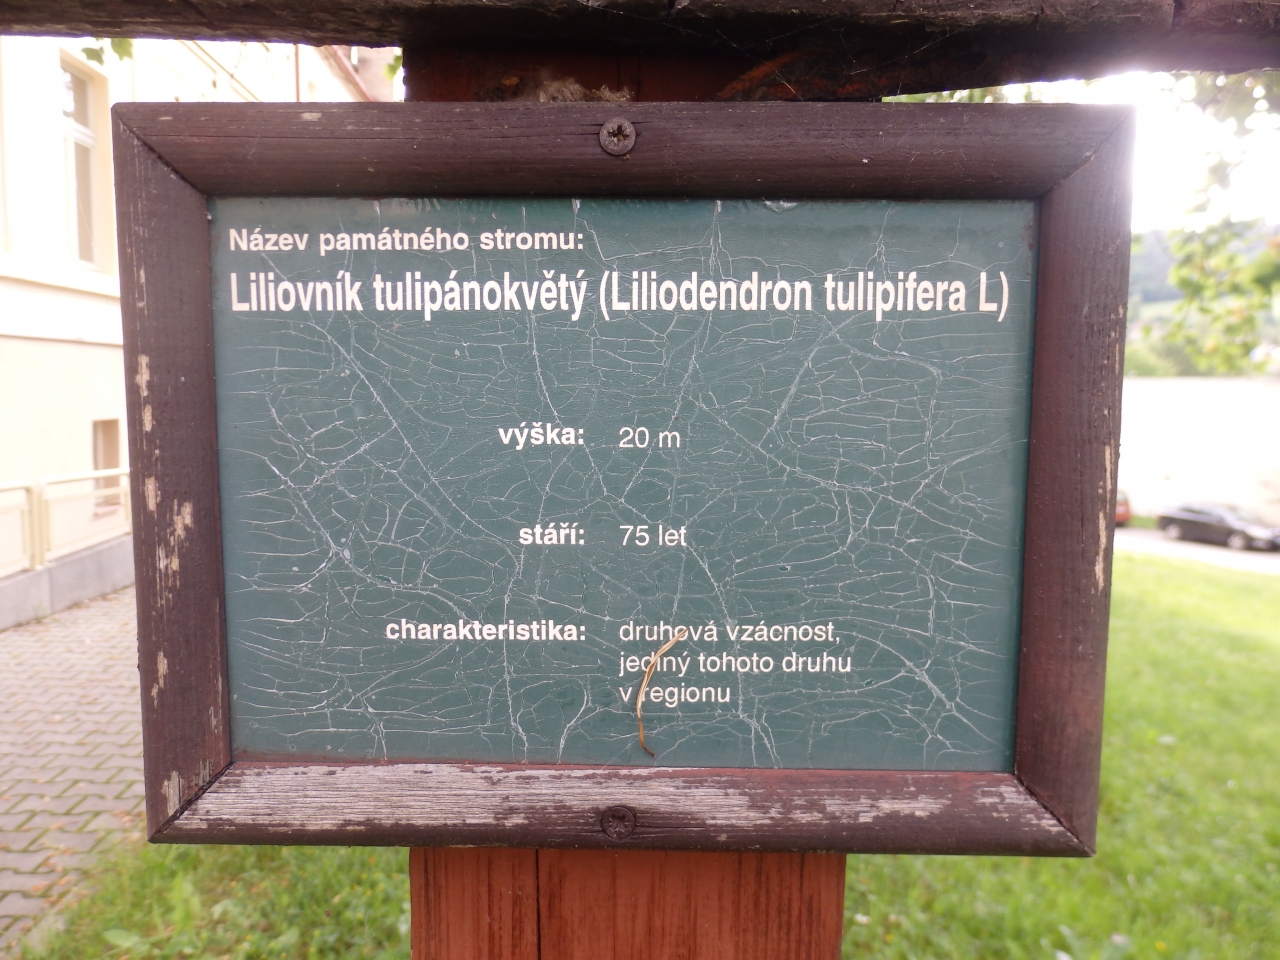 Název památného stromu:
Liliovník tulipánokvětý (Liliodendron tulipifera L)
výška: 20 m
stáří: 75 let
charakteristika: druhová vzácnost,
jediný tohoto druhu
v regionu